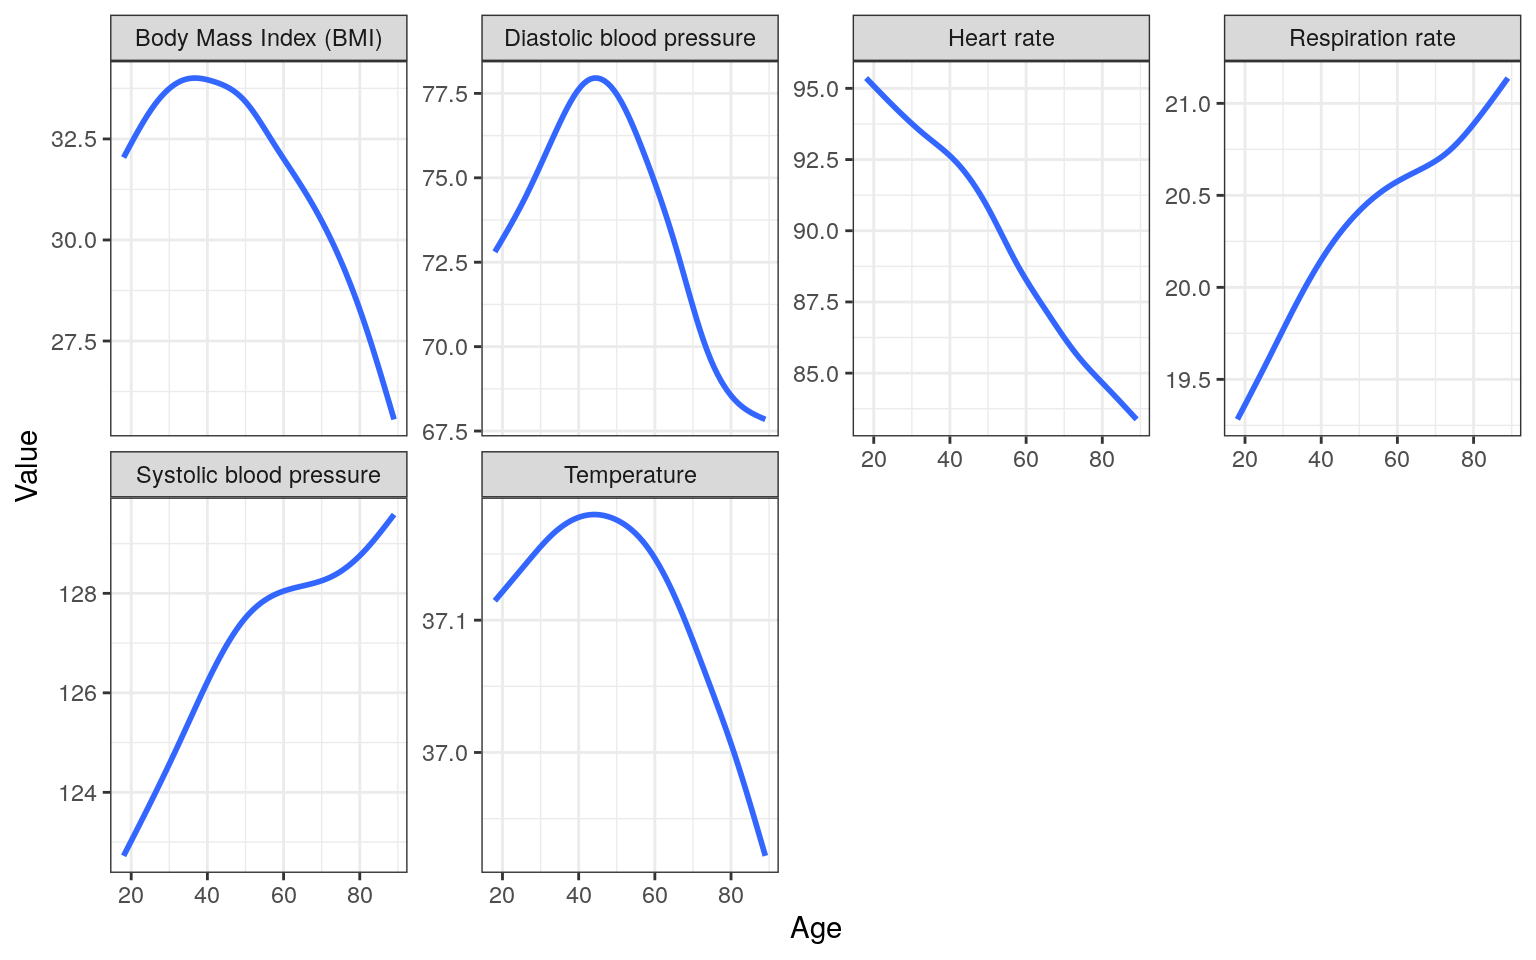 Body Mass Index (BMI)
Diastolic blood pressure
Heart rate
Respiration rate
32.5
30.0
27.5
77.5
75.0
72.5
70.0
67.5
95.0
92.5
90.0
87.5
85.0
21.0
20.5
20.0
19.5
20 40 60 80
20 40 60 80
Value
Systolic blood pressure
Temperature
128
126
124
37.1
37.0
20 40 60 80
20 40 60 80
Age